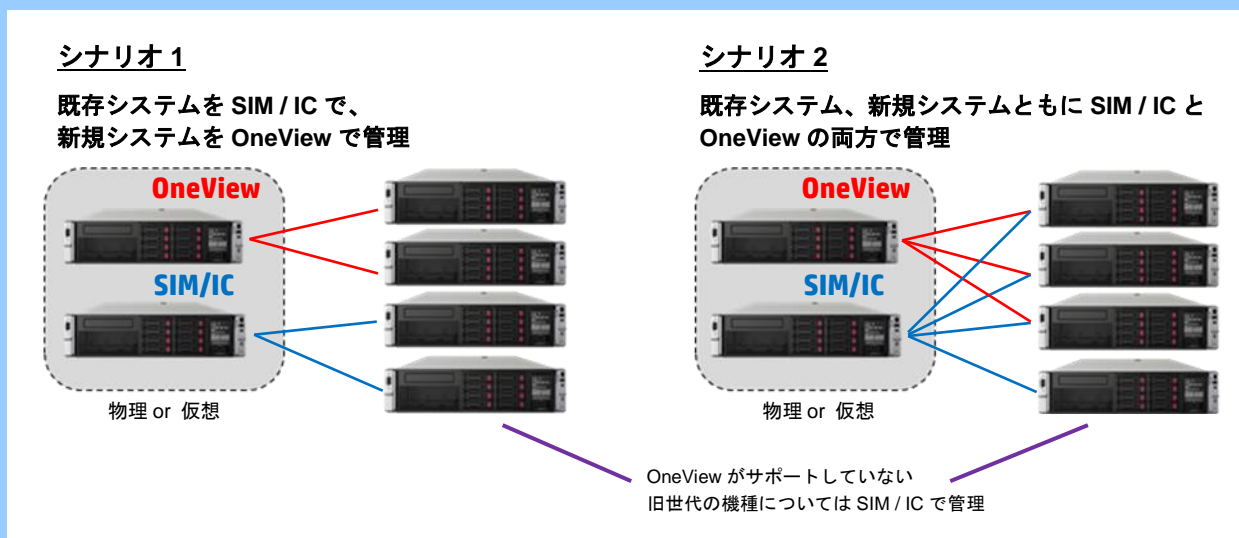 シナリオ 1
既存システムを SIM / IC で、
新規システムを OneView で管理
OneView
SIM/IC
物理 or 仮想
シナリオ 2
既存システム、新規システムともに SIM / IC と
OneView の両方で管理
OneView
SIM/IC
物理 or 仮想
OneView がサポートしていない
旧世代の機種については SIM / IC で管理